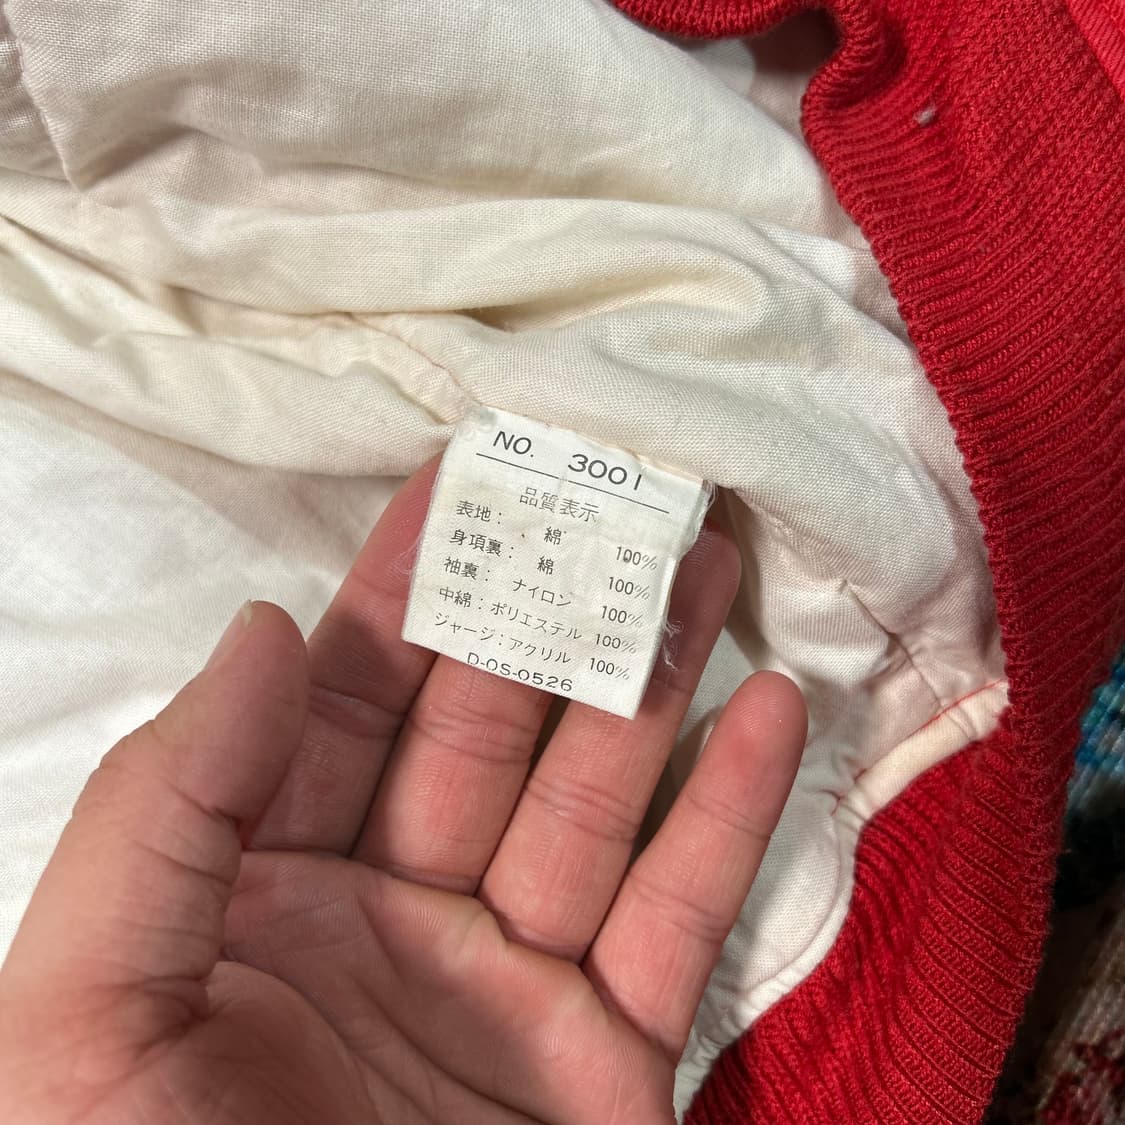 NO. 3001
品質表示
表地： 綿 100%
身項裏： 綿 100%
袖裏： ナイロン 100%
中綿：ポリエステル 100%
ジャージ：アクリル 100%
D-OS-0526